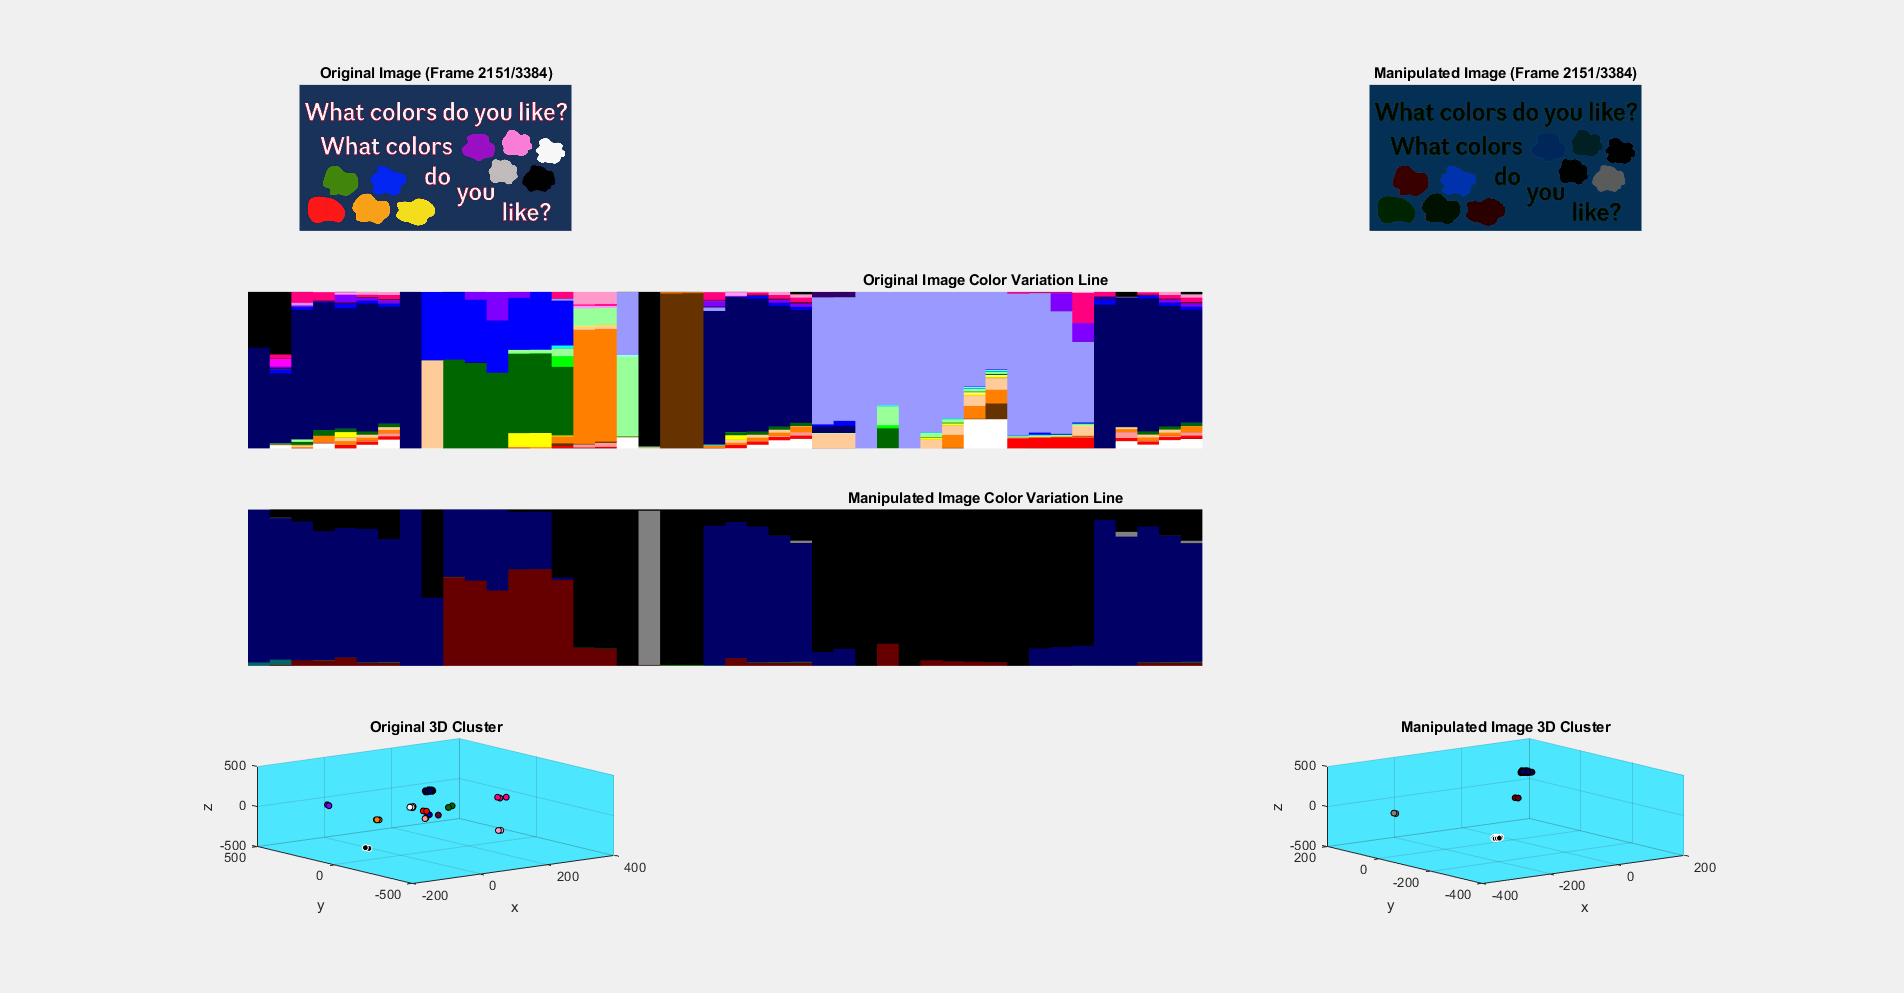 Original Image (Frame 2151/3384)
What colors do you like?
What colors
do
you
like?
Manipulated Image (Frame 2151/3384)
What colors do you like?
What colors
do
you
like?
Original Image Color Variation Line
Manipulated Image Color Variation Line
Original 3D Cluster
500
0
-500
z
500
0
-500
y
-200
0
200
400
x
Manipulated Image 3D Cluster
500
0
-500
z
200
0
-200
-400
y
-400
-200
0
200
x